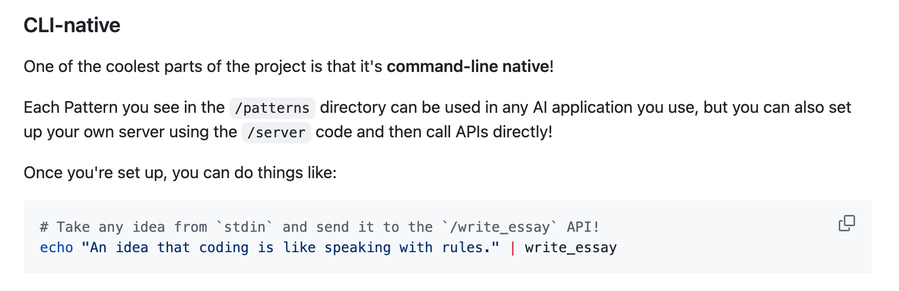 CLI-native
One of the coolest parts of the project is that it's command-line native!
Each Pattern you see in the /patterns directory can be used in any AI application you use, but you can also set
up your own server using the /server code and then call APIs directly!
Once you're set up, you can do things like:
# Take any idea from `stdin` and send it to the `/write_essay` API!
echo "An idea that coding is like speaking with rules." | write_essay